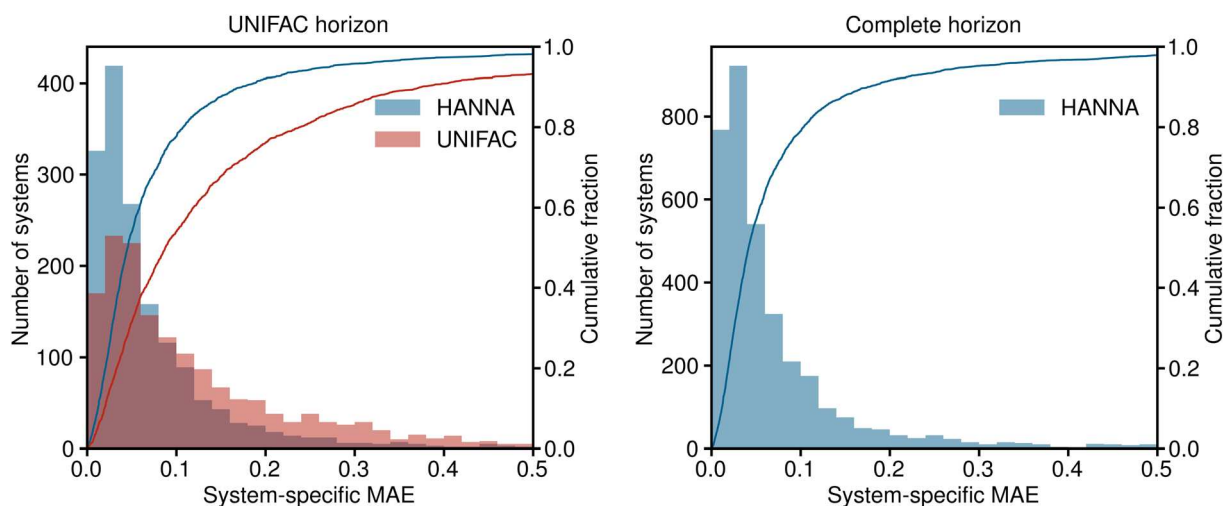 UNIFAC horizon
400
300
200
100
0
Number of systems
1.0
0.8
0.6
0.4
0.2
0.0
Cumulative fraction
HANNA
UNIFAC
0.0 0.1 0.2 0.3 0.4 0.5
System-specific MAE
Complete horizon
800
600
400
200
0
Number of systems
1.0
0.8
0.6
0.4
0.2
0.0
Cumulative fraction
HANNA
0.0 0.1 0.2 0.3 0.4 0.5
System-specific MAE